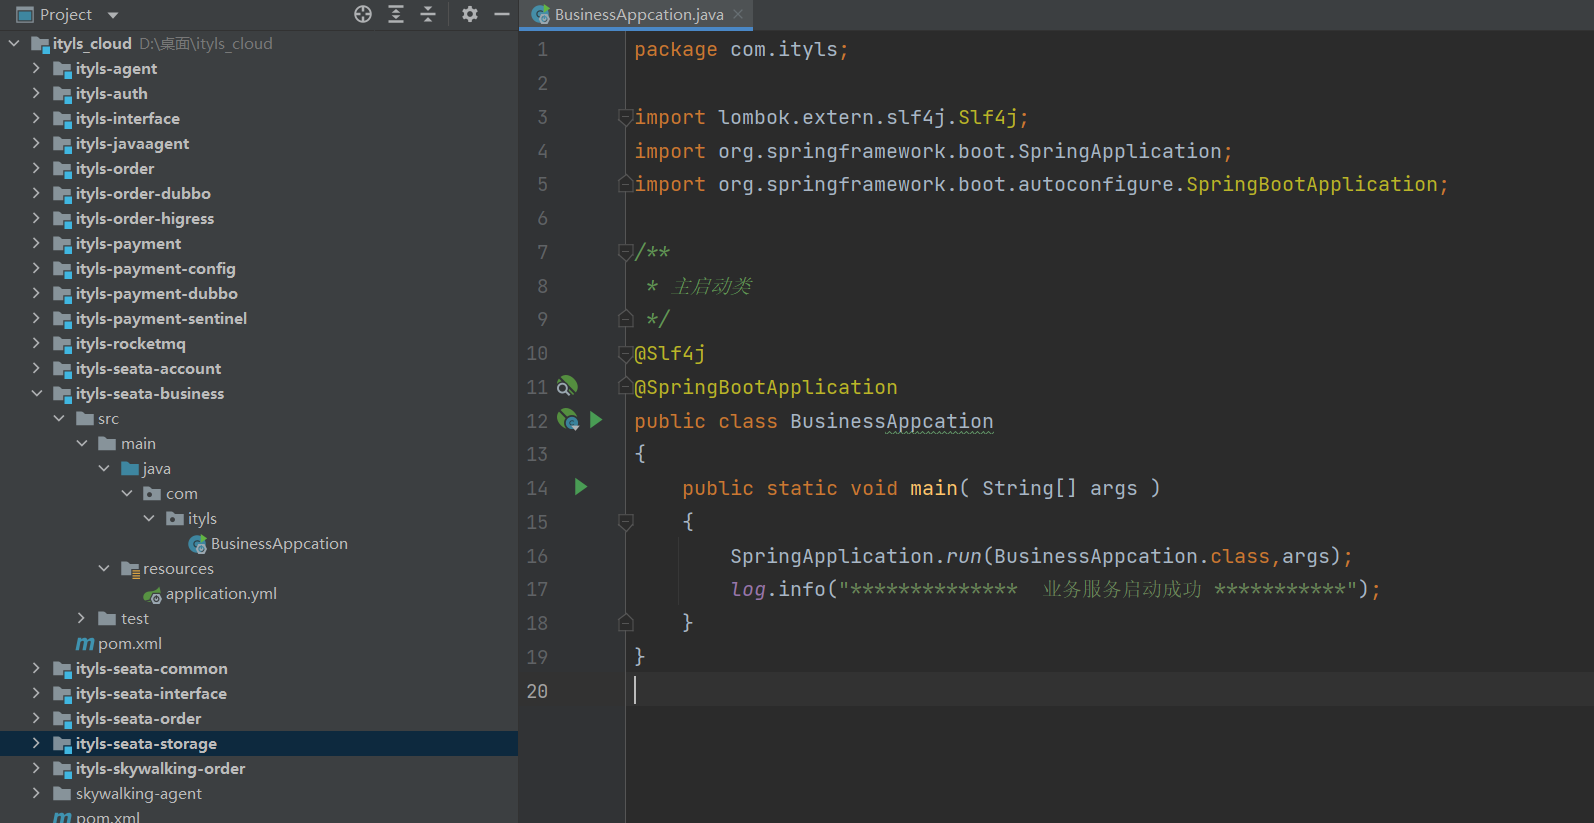 Project
ityls_cloud D:\桌面\ityls_cloud
ityls-agent
ityls-auth
ityls-interface
ityls-javaagent
ityls-order
ityls-order-dubbo
ityls-order-higress
ityls-payment
ityls-payment-config
ityls-payment-dubbo
ityls-payment-sentinel
ityls-rocketmq
ityls-seata-account
ityls-seata-business
src
main
java
com
ityls
BusinessAppcation
resources
application.yml
test
pom.xml
ityls-seata-common
ityls-seata-interface
ityls-seata-order
ityls-seata-storage
ityls-skywalking-order
skywalking-agent
pom.xml
BusinessAppcation.java
1 package com.ityls;
2
3 import lombok.extern.slf4j.Slf4j;
4 import org.springframework.boot.SpringApplication;
5 import org.springframework.boot.autoconfigure.SpringBootApplication;
6
7 /**
8 * 主启动类
9 */
10 @Slf4j
11 @SpringBootApplication
12 public class BusinessAppcation
13 {
14 public static void main( String[] args )
15 {
16 SpringApplication.run(BusinessAppcation.class,args);
17 log.info("************** 业务服务启动成功 ***********");
18 }
19 }
20